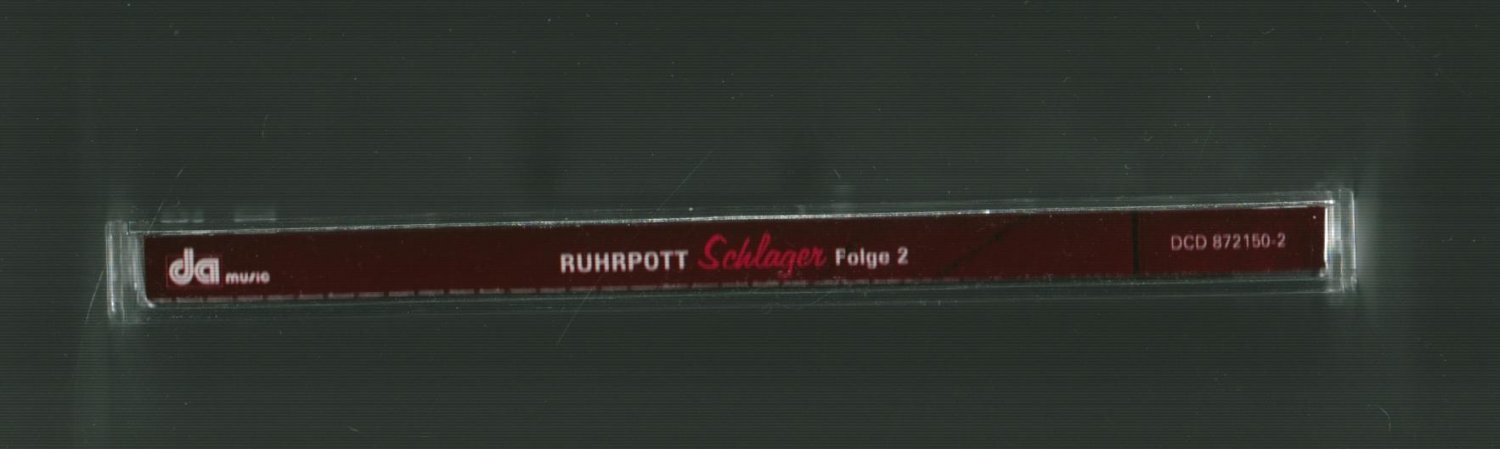 da music
RUHRPOTT Schlager Folge 2
DCD 872150-2